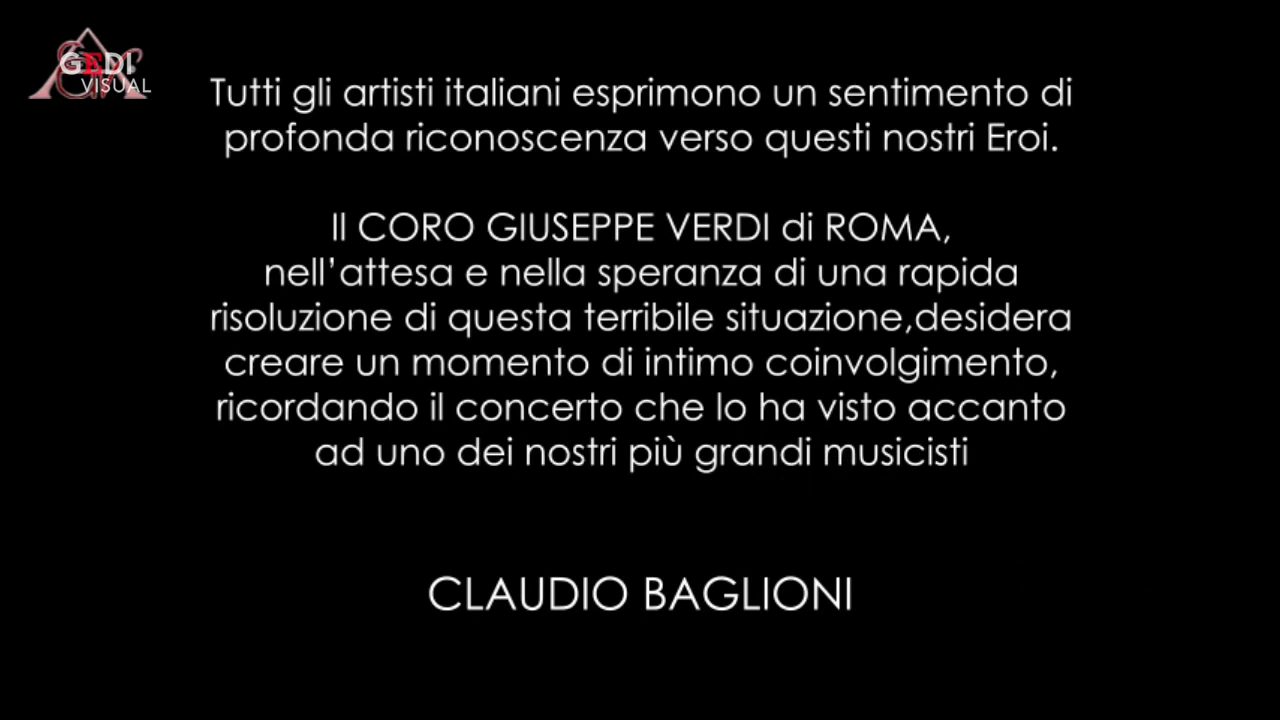 GEDI
VISUAL
Tutti gli artisti italiani esprimono un sentimento di
profonda riconoscenza verso questi nostri Eroi.
Il CORO GIUSEPPE VERDI di ROMA,
nell’attesa e nella speranza di una rapida
risoluzione di questa terribile situazione,desidera
creare un momento di intimo coinvolgimento,
ricordando il concerto che lo ha visto accanto
ad uno dei nostri più grandi musicisti
CLAUDIO BAGLIONI